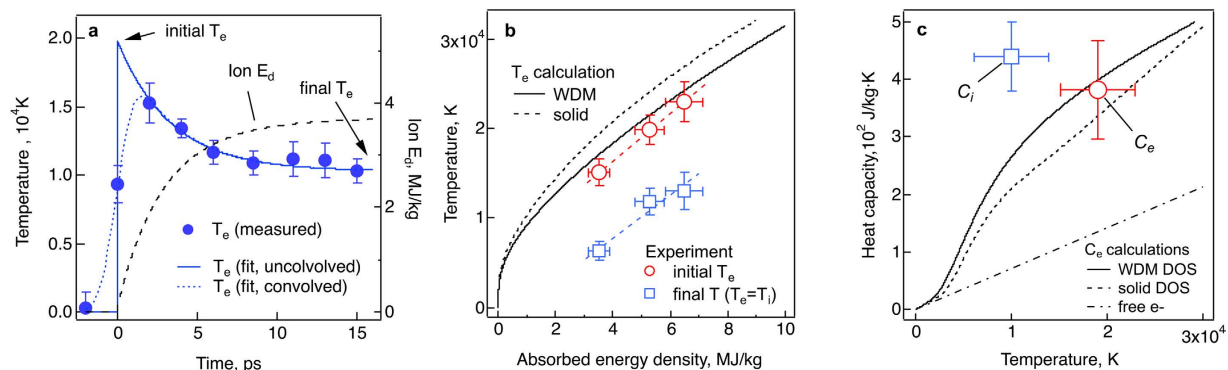 a
initial Tₑ
Ion E_d
final Tₑ
Temperature , 10⁴K
2.0
1.5
1.0
0.5
0.0
Ion E_d, MJ/kg
4
2
0
Tₑ (measured)
Tₑ (fit, uncolvolved)
Tₑ (fit, convolved)
0
5
10
15
Time, ps
b
Temperature, K
3x10⁴
2
1
0
Tₑ calculation
WDM
solid
Experiment
initial Tₑ
final T (Tₑ=Tᵢ)
0
2
4
6
8
10
Absorbed energy density, MJ/kg
c
Heat capacity,10² J/kg·K
5
4
3
2
1
0
Cᵢ
Cₑ
Cₑ calculations
WDM DOS
solid DOS
free e-
0
1
2
3x10⁴
Temperature, K